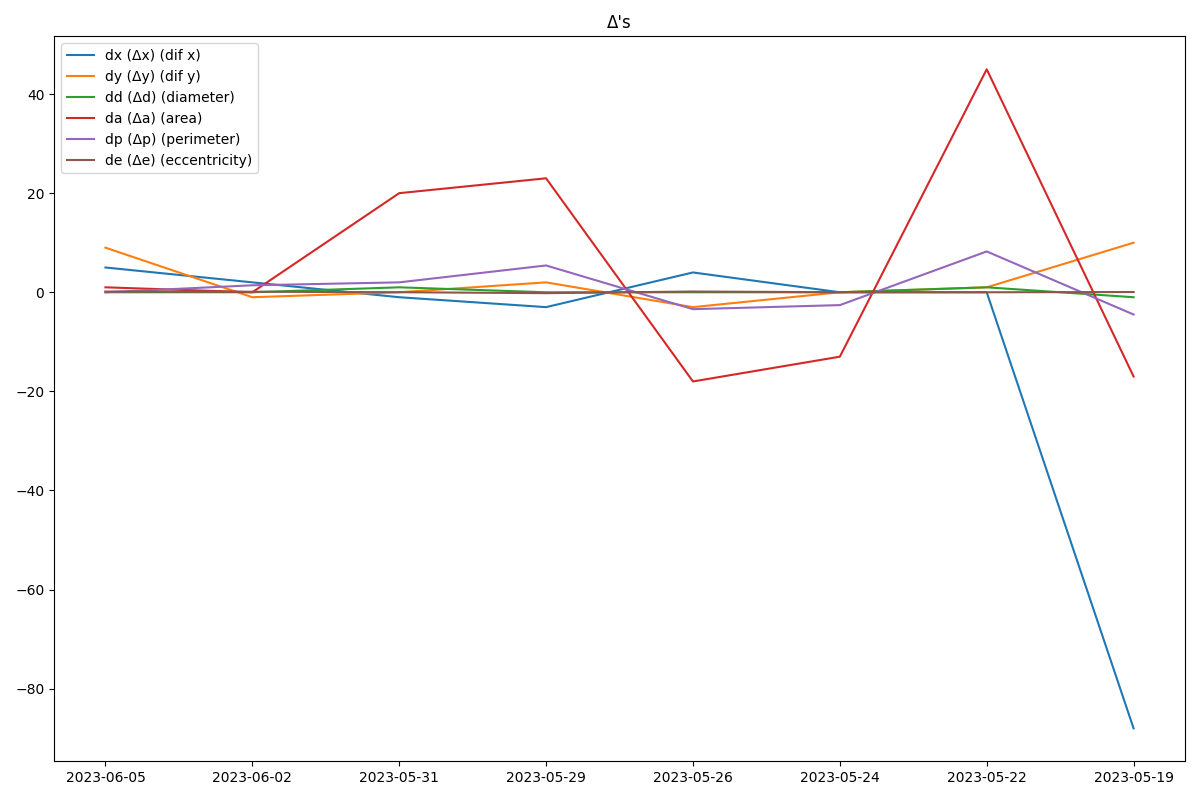 Δ's
dx (Δx) (dif x)
dy (Δy) (dif y)
dd (Δd) (diameter)
da (Δa) (area)
dp (Δp) (perimeter)
de (Δe) (eccentricity)
40
20
0
−20
−40
−60
−80
2023-06-05 2023-06-02 2023-05-31 2023-05-29 2023-05-26 2023-05-24 2023-05-22 2023-05-19